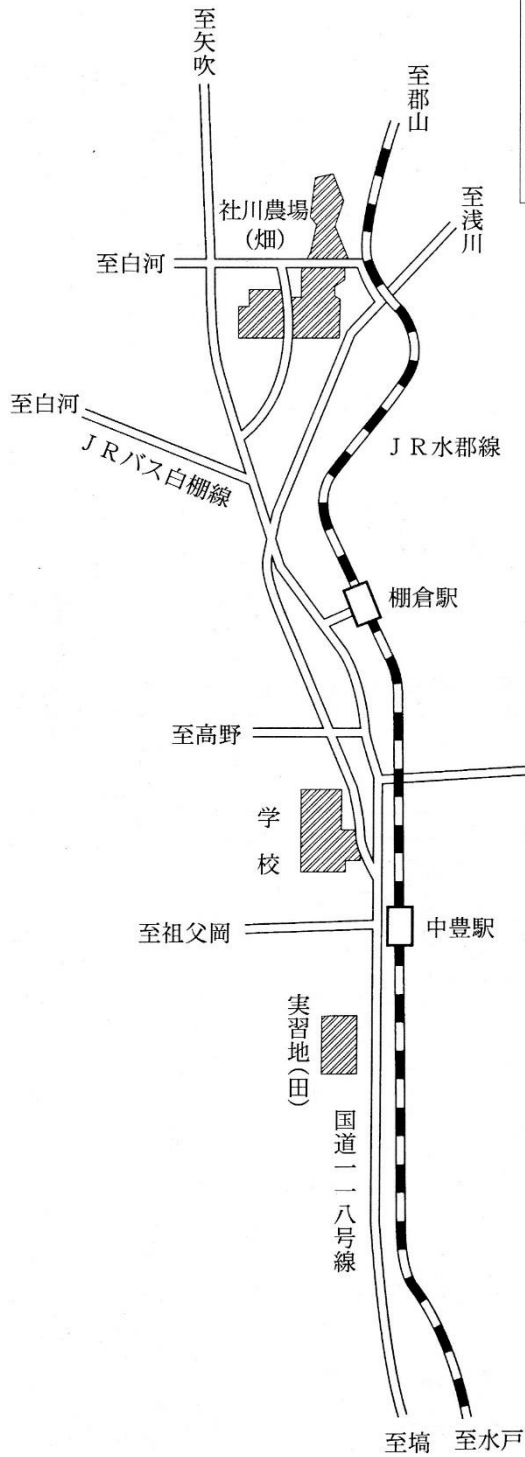 至矢吹
至郡山
至浅川
社川農場
(畑)
至白河
至白河
JRバス白棚線
JR水郡線
棚倉駅
至高野
学校
至祖父岡
中豊駅
実習地(田)
国道一一八号線
至塙
至水戸